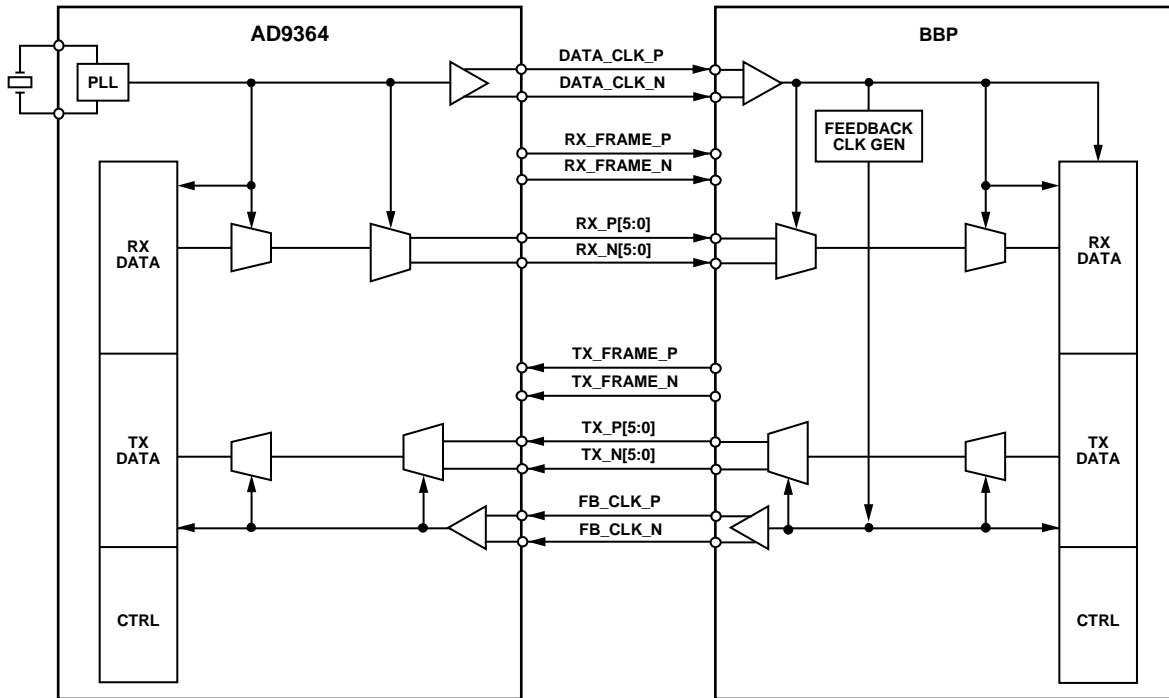 AD9364
BBP
PLL
DATA_CLK_P
DATA_CLK_N
FEEDBACK
CLK GEN
RX_FRAME_P
RX_FRAME_N
RX
DATA
RX_P[5:0]
RX_N[5:0]
RX
DATA
TX_FRAME_P
TX_FRAME_N
TX
DATA
TX_P[5:0]
TX_N[5:0]
TX
DATA
FB_CLK_P
FB_CLK_N
CTRL
CTRL